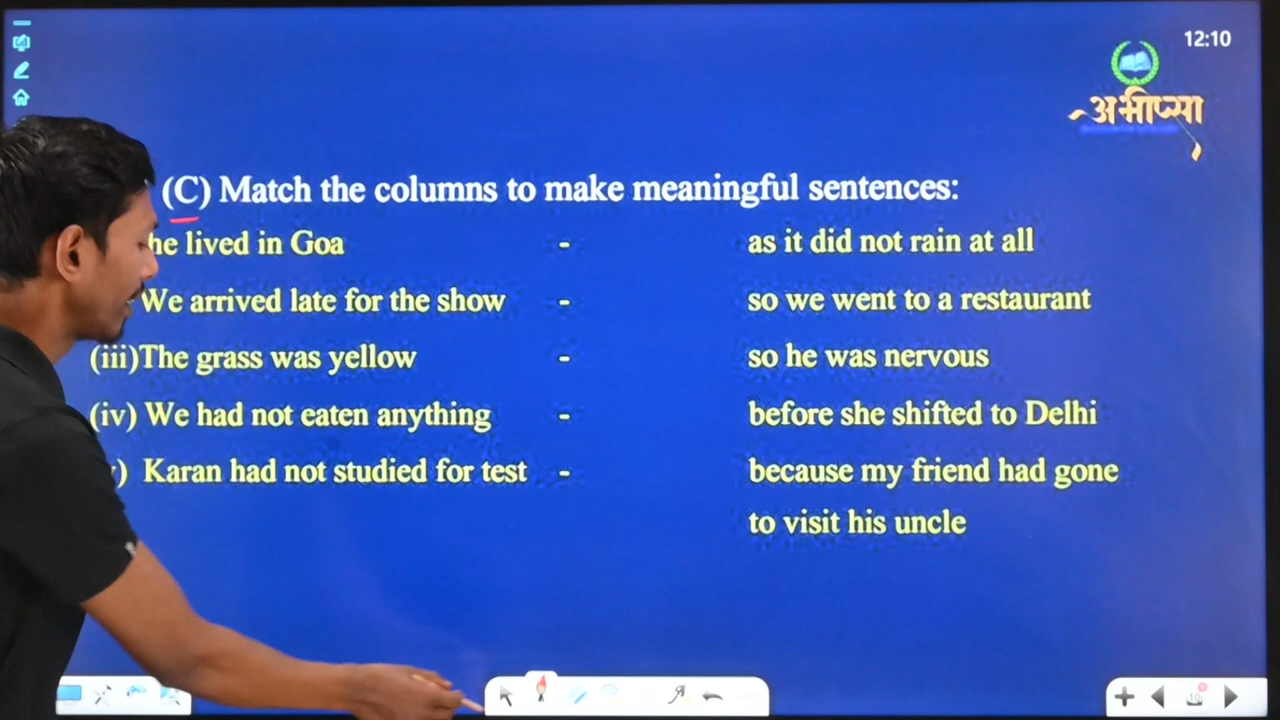 12:10
अभीप्सा
(C) Match the columns to make meaningful sentences:
he lived in Goa - as it did not rain at all
We arrived late for the show - so we went to a restaurant
(iii)The grass was yellow - so he was nervous
(iv) We had not eaten anything - before she shifted to Delhi
) Karan had not studied for test - because my friend had gone
to visit his uncle
19